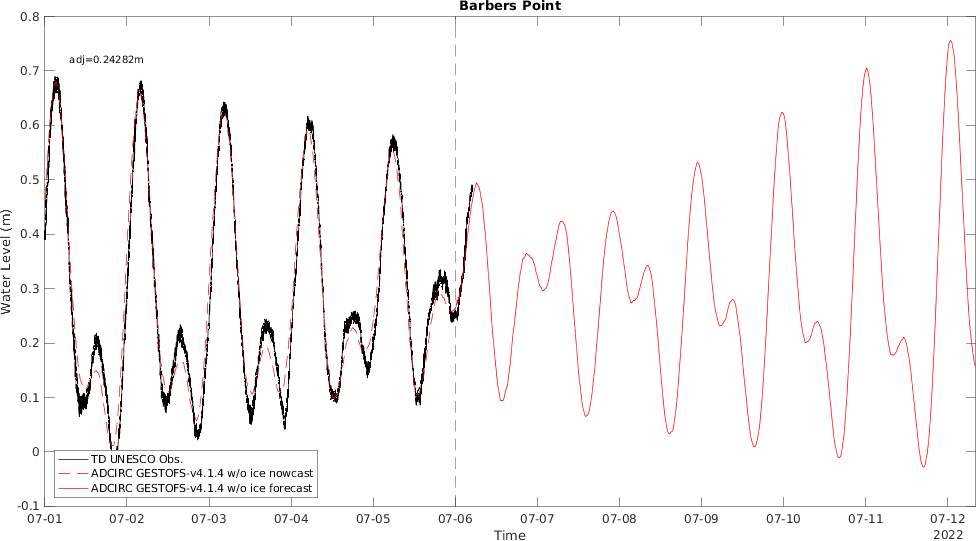 Barbers Point
adj=0.24282m
Water Level (m)
0.8
0.7
0.6
0.5
0.4
0.3
0.2
0.1
0
-0.1
TD UNESCO Obs.
ADCIRC GESTOFS-v4.1.4 w/o ice nowcast
ADCIRC GESTOFS-v4.1.4 w/o ice forecast
07-01 07-02 07-03 07-04 07-05 07-06 07-07 07-08 07-09 07-10 07-11 07-12
2022
Time